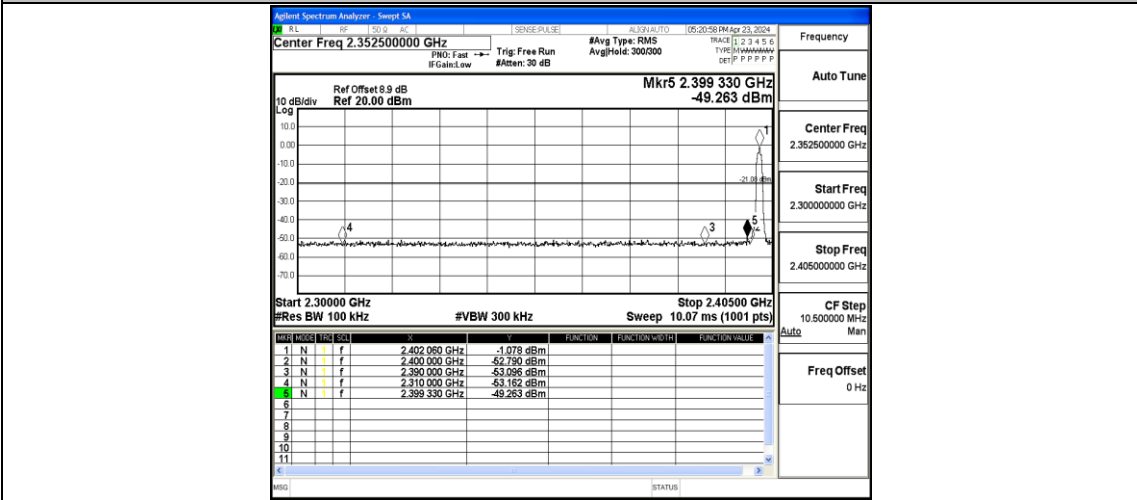 Agilent Spectrum Analyzer - Swept SA
RL RF 50 Ω AC SENSE:PULSE ALIGN AUTO 05:20:58 PM Apr 23, 2024
Center Freq 2.352500000 GHz
PNO: Fast
IFGain:Low
Trig: Free Run
#Atten: 30 dB
#Avg Type: RMS
Avg|Hold: 300/300
TRACE 1 2 3 4 5 6
TYPE M
DET P P P P P P
Frequency
Auto Tune
Mkr5 2.399 330 GHz
-49.263 dBm
Ref Offset 8.9 dB
10 dB/div Ref 20.00 dBm
Log
10.0
0.00
-10.0
-20.0
-30.0
-40.0
-50.0
-60.0
-70.0
1
4
3
5
Center Freq
2.352500000 GHz
Start Freq
2.300000000 GHz
Stop Freq
2.405000000 GHz
CF Step
10.500000 MHz
Auto Man
Freq Offset
0 Hz
Start 2.30000 GHz Stop 2.40500 GHz
#Res BW 100 kHz #VBW 300 kHz Sweep 10.07 ms (1001 pts)
MKR MODE TRC SCL X Y FUNCTION FUNCTION WIDTH FUNCTION VALUE
1 N 1 f 2.402 060 GHz -1.078 dBm
2 N 1 f 2.400 000 GHz -52.790 dBm
3 N 1 f 2.390 000 GHz -53.096 dBm
4 N 1 f 2.310 000 GHz -53.162 dBm
5 N 1 f 2.399 330 GHz -49.263 dBm
6
7
8
9
10
11
MSG STATUS